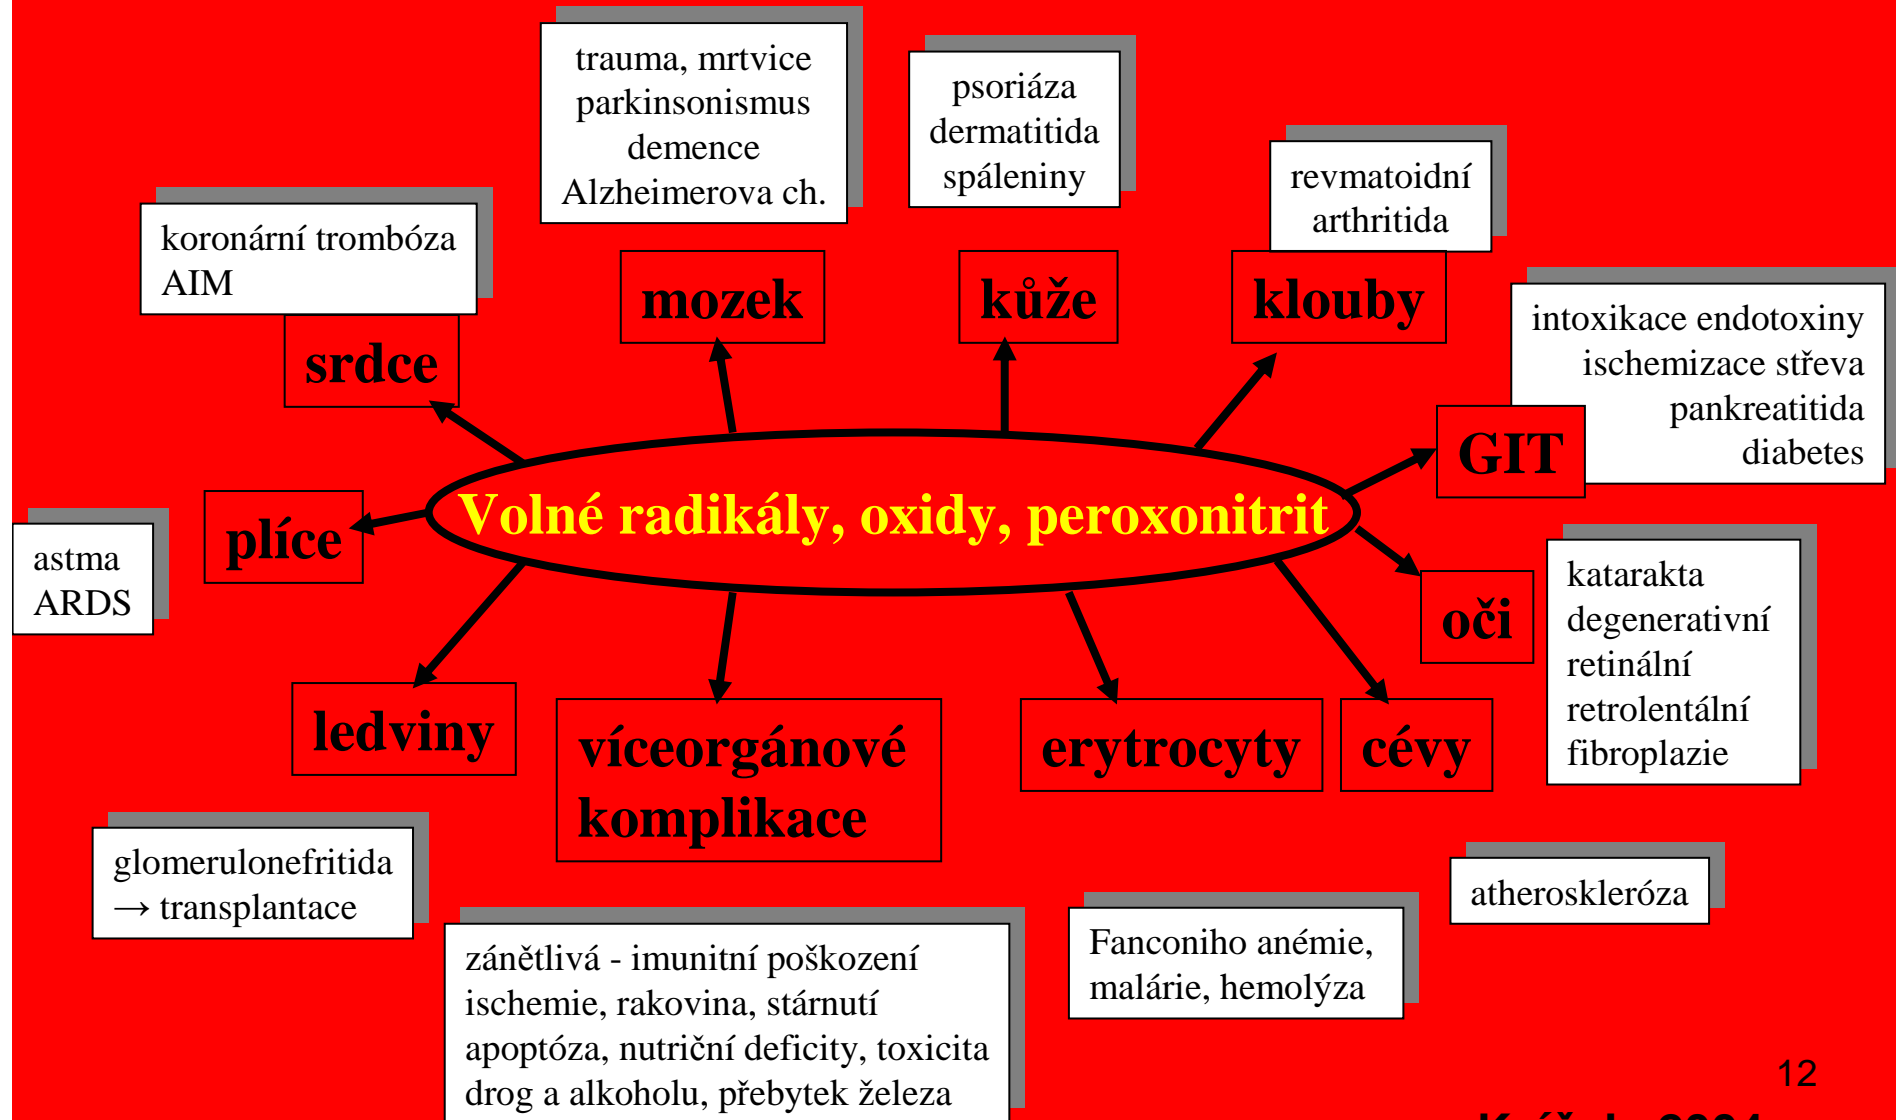 trauma, mrtvice
parkinsonismus
demence
Alzheimerova ch.
psoriáza
dermatitida
spáleniny
revmatoidní
arthritida
koronární trombóza
AIM
mozek
kůže
klouby
srdce
intoxikace endotoxiny
ischemizace střeva
pankreatitida
diabetes
GIT
Volné radikály, oxidy, peroxonitrit
plíce
astma
ARDS
oči
katarakta
degenerativní
retinální
retrolentální
fibroplazie
ledviny
víceorgánové
komplikace
erytrocyty
cévy
glomerulonefritida
→ transplantace
atheroskleróza
zánětlivá - imunitní poškození
ischemie, rakovina, stárnutí
apoptóza, nutriční deficity, toxicita
drog a alkoholu, přebytek železa
Fanconiho anémie,
malárie, hemolýza
12